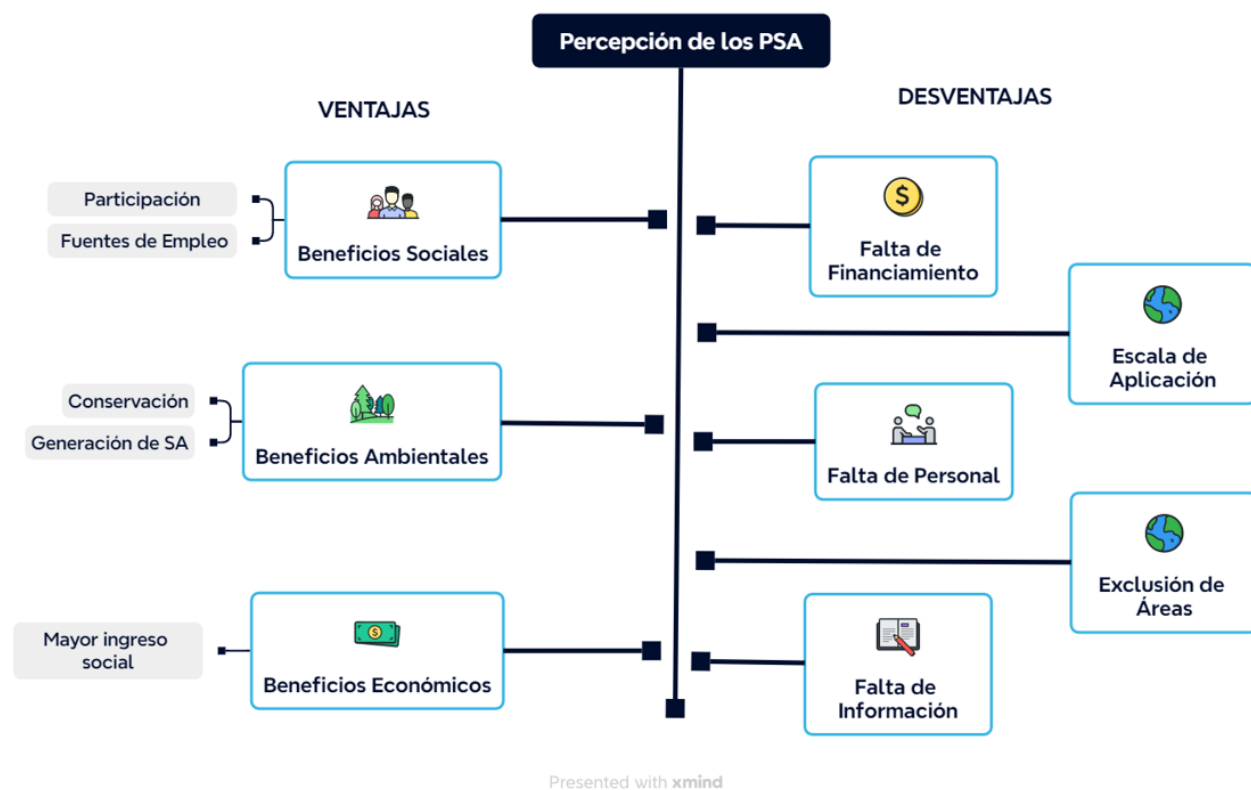 Percepción de los PSA
VENTAJAS
Participación
Fuentes de Empleo
Beneficios Sociales
Conservación
Generación de SA
Beneficios Ambientales
Mayor ingreso
social
Beneficios Económicos
DESVENTAJAS
Falta de
Financiamiento
Escala de
Aplicación
Falta de Personal
Exclusión de
Áreas
Falta de
Información
Presented with xmind